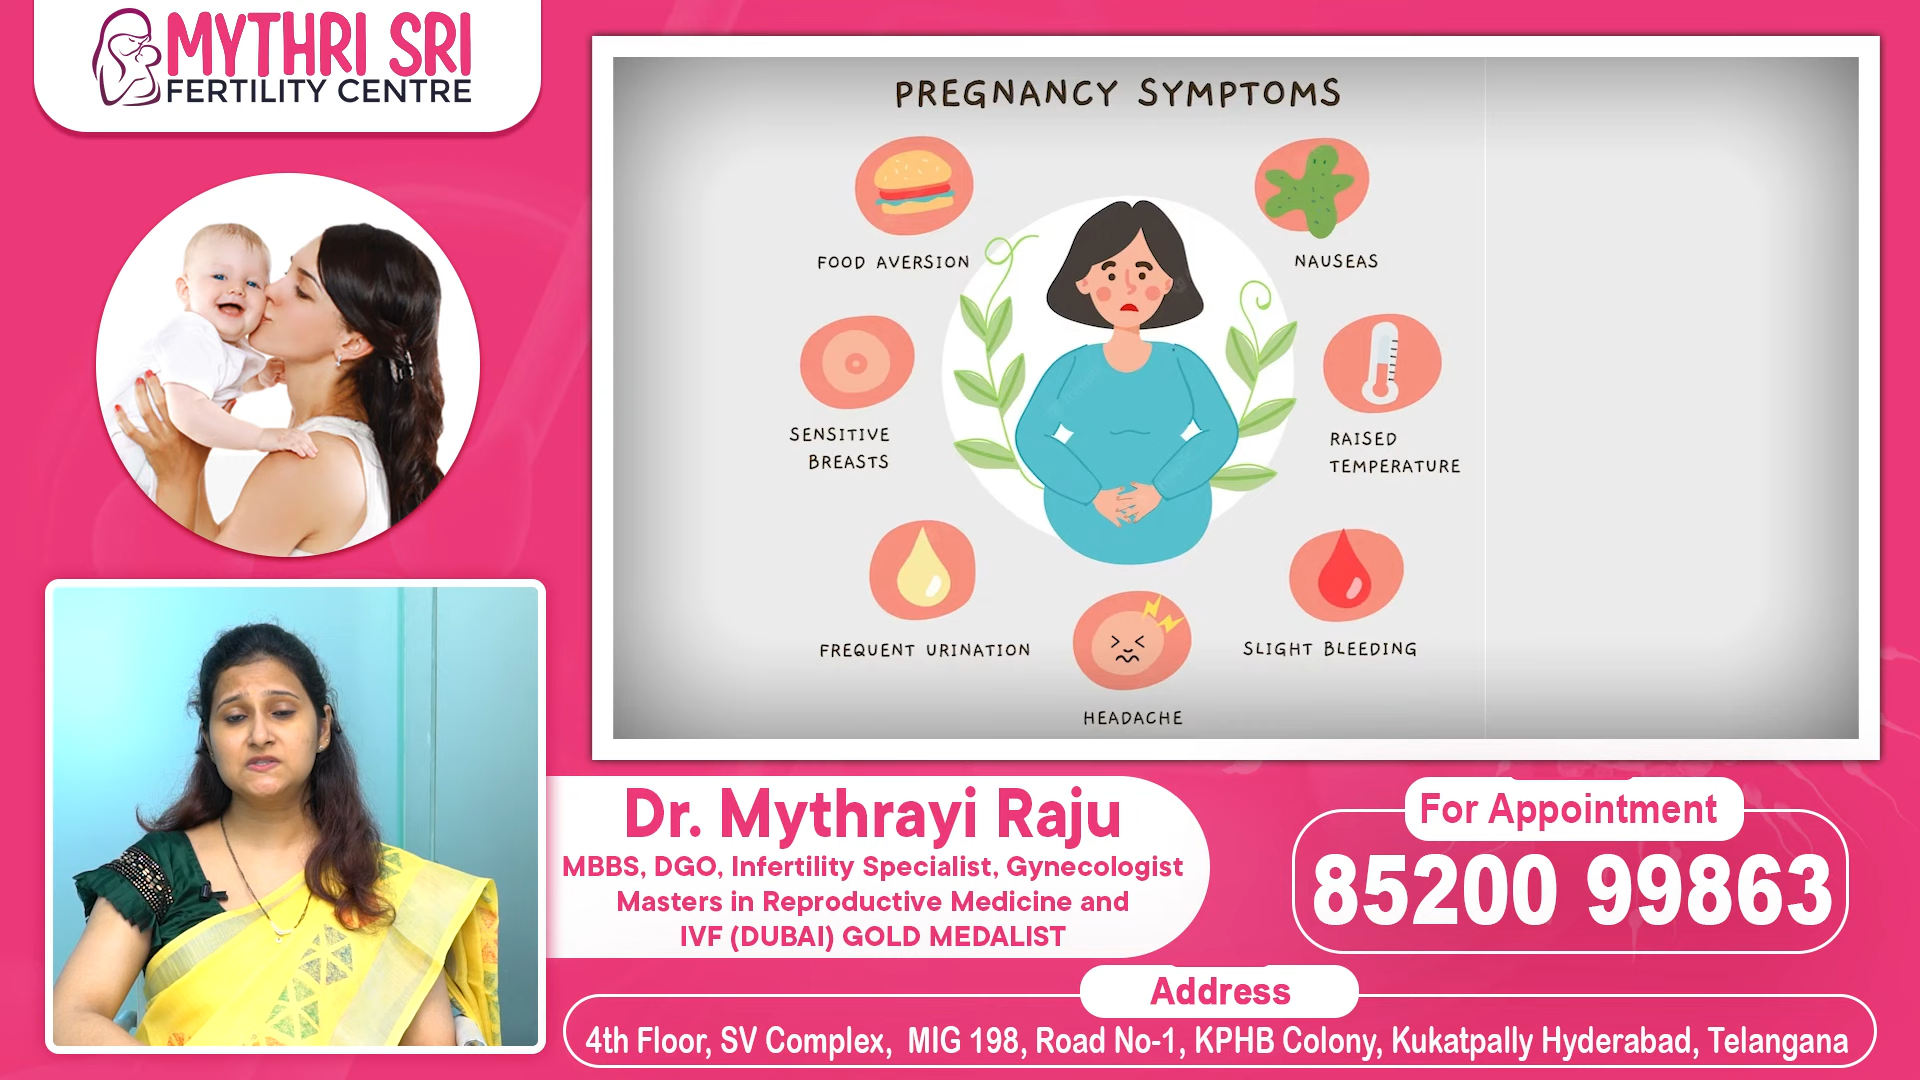 MYTHRI SRI
FERTILITY CENTRE
PREGNANCY SYMPTOMS
FOOD AVERSION
NAUSEAS
SENSITIVE
BREASTS
RAISED
TEMPERATURE
FREQUENT URINATION
SLIGHT BLEEDING
HEADACHE
Dr. Mythrayi Raju
MBBS, DGO, Infertility Specialist, Gynecologist
Masters in Reproductive Medicine and
IVF (DUBAI) GOLD MEDALIST
For Appointment
85200 99863
Address
4th Floor, SV Complex, MIG 198, Road No-1, KPHB Colony, Kukatpally Hyderabad, Telangana